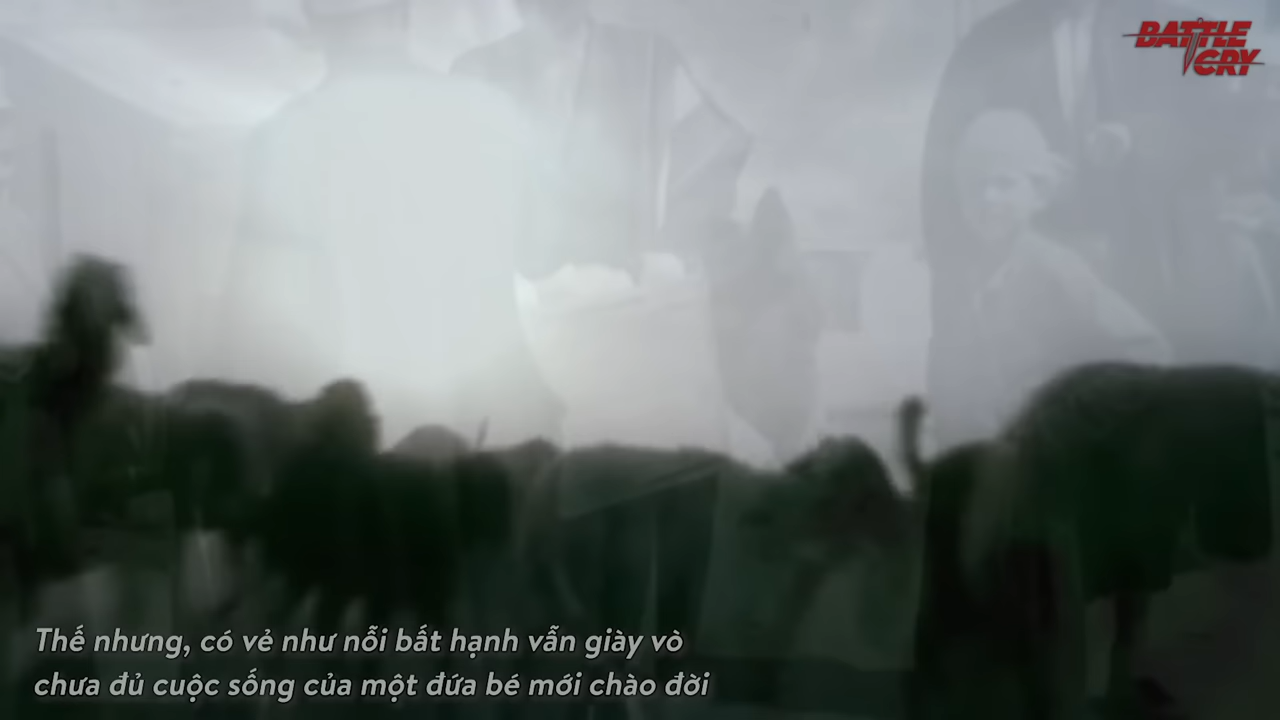 BATTLE
CRY
Thế nhưng, có vẻ như nỗi bất hạnh vẫn giày vò
chưa đủ cuộc sống của một đứa bé mới chào đời